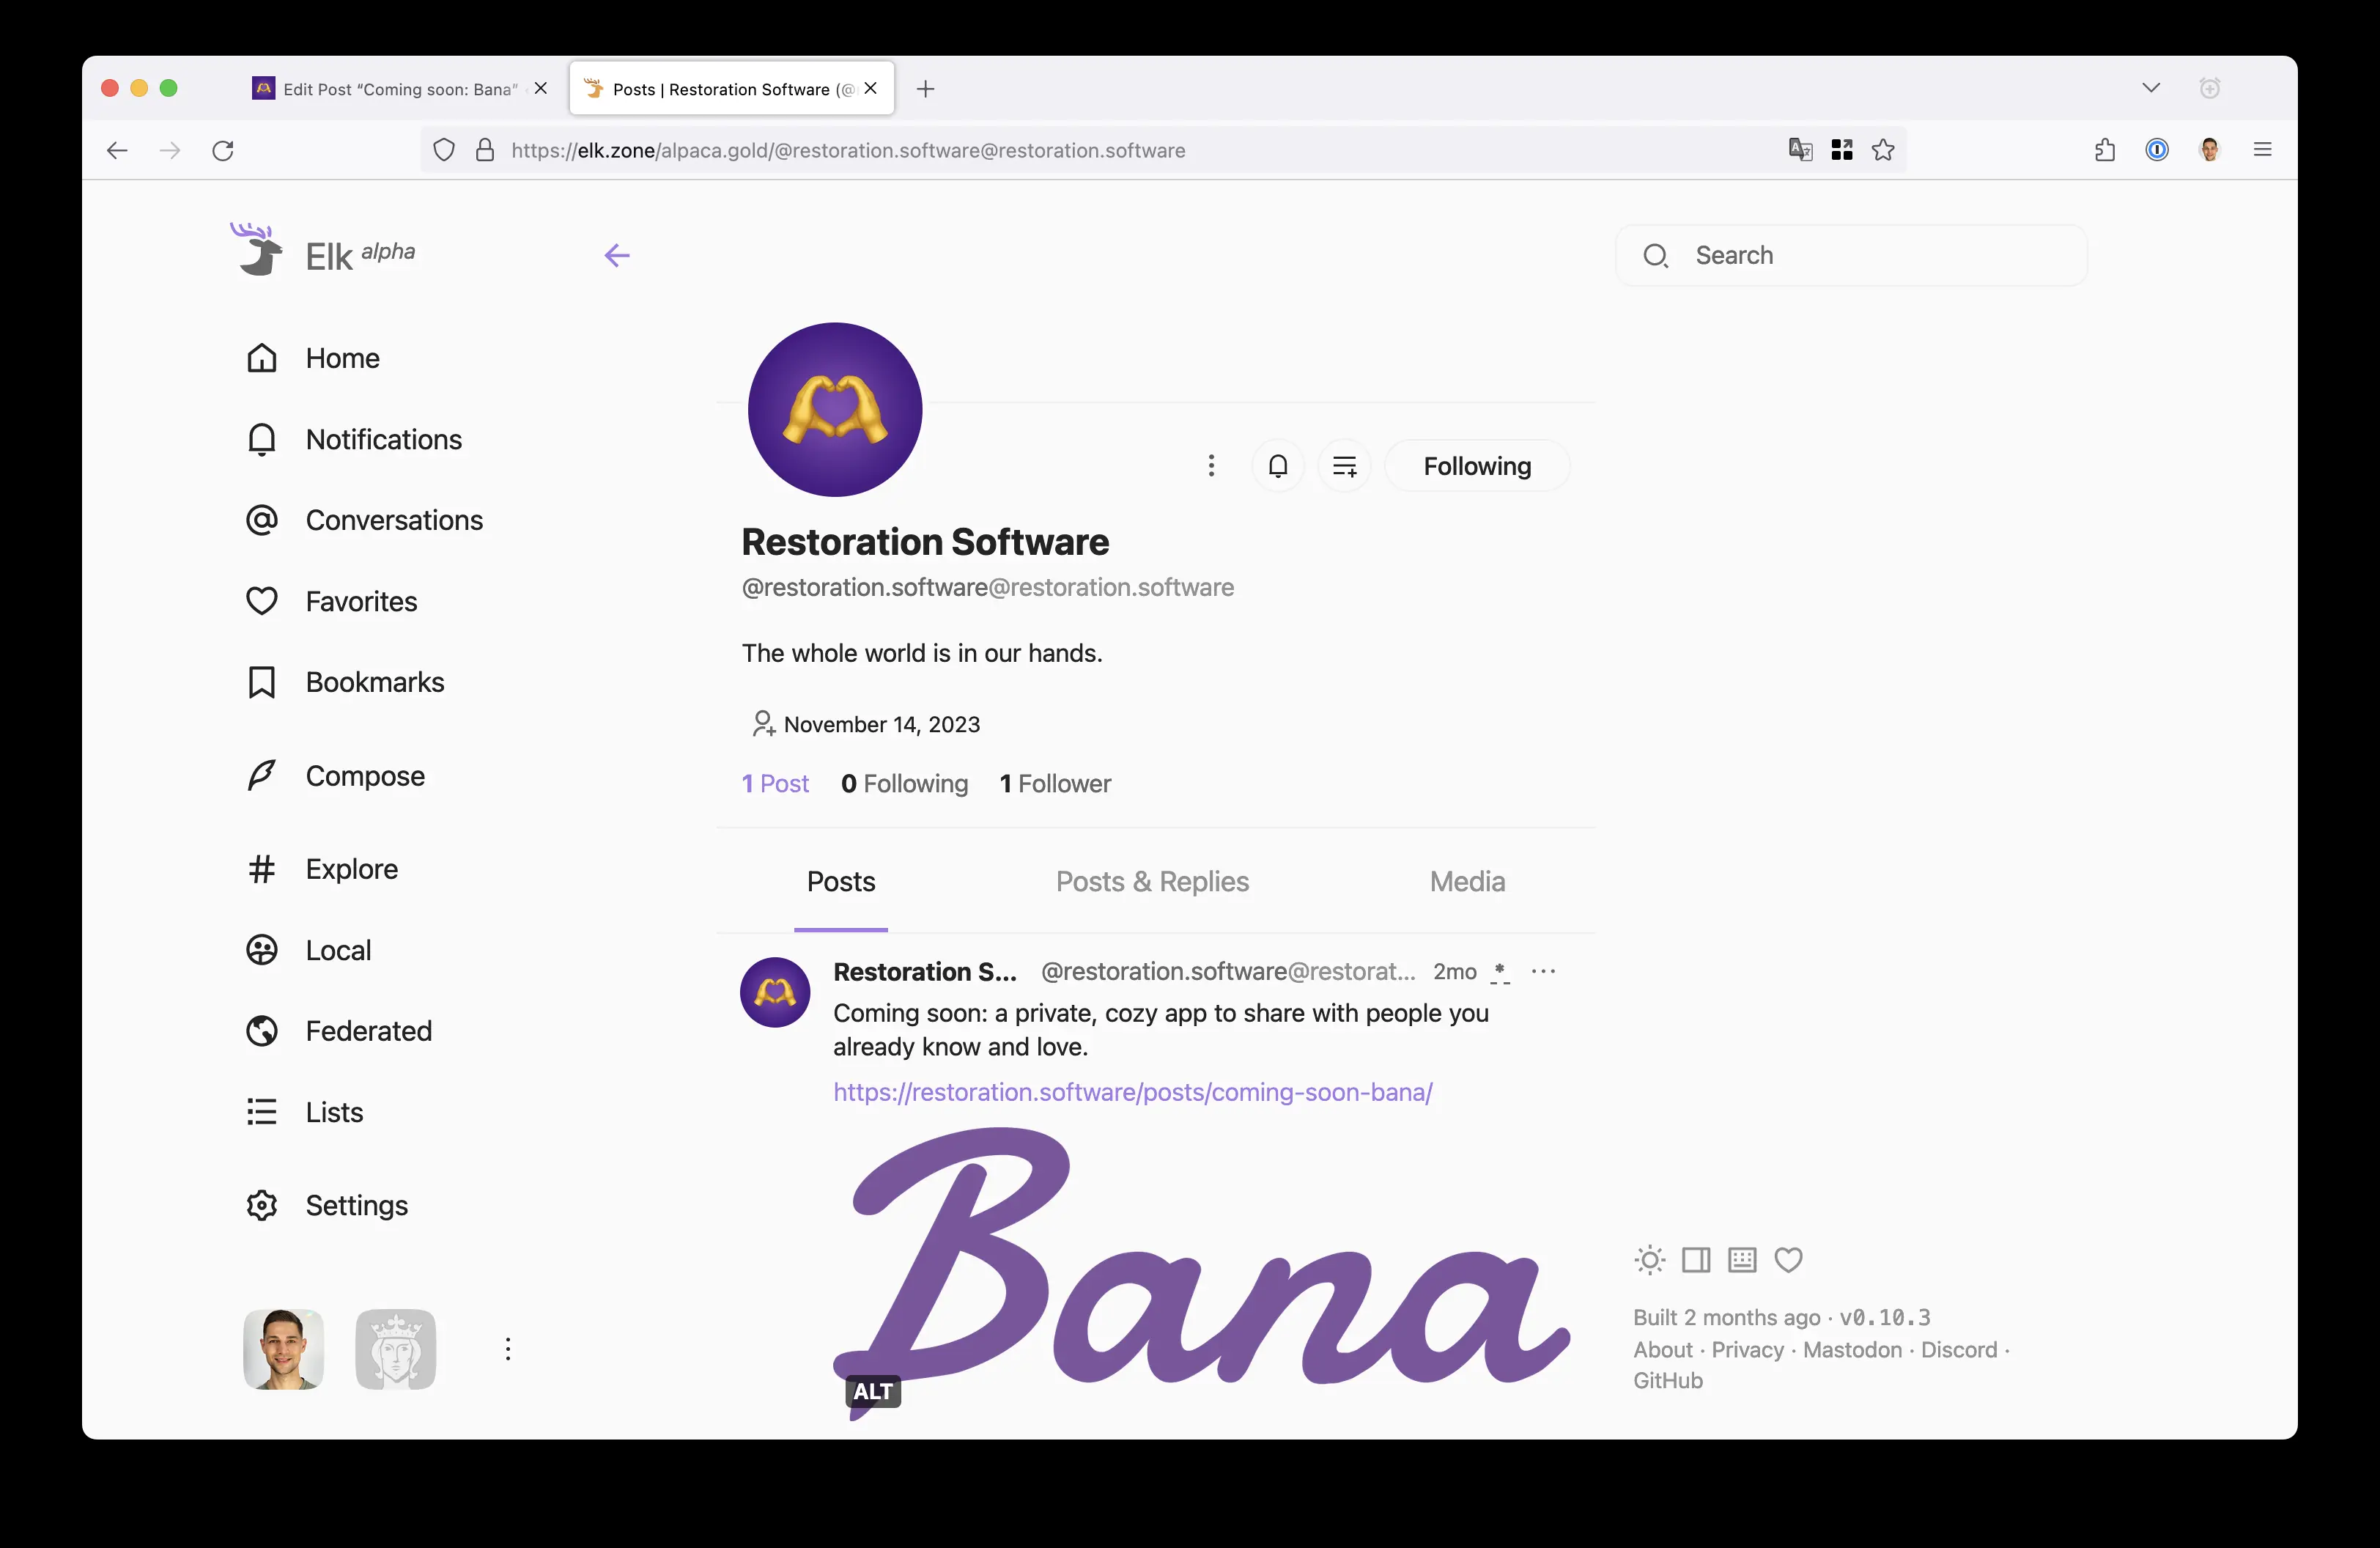 Edit Post “Coming soon: Bana”
Posts | Restoration Software (@
https://elk.zone/alpaca.gold/@restoration.software@restoration.software
Elk alpha
Search
Home
Notifications
Conversations
Favorites
Bookmarks
Compose
Explore
Local
Federated
Lists
Settings
Following
Restoration Software
@restoration.software@restoration.software
The whole world is in our hands.
November 14, 2023
1 Post 0 Following 1 Follower
Posts Posts & Replies Media
Restoration S... @restoration.software@restorat... 2mo
Coming soon: a private, cozy app to share with people you
already know and love.
https://restoration.software/posts/coming-soon-bana/
Bana
ALT
Built 2 months ago · v0.10.3
About · Privacy · Mastodon · Discord ·
GitHub